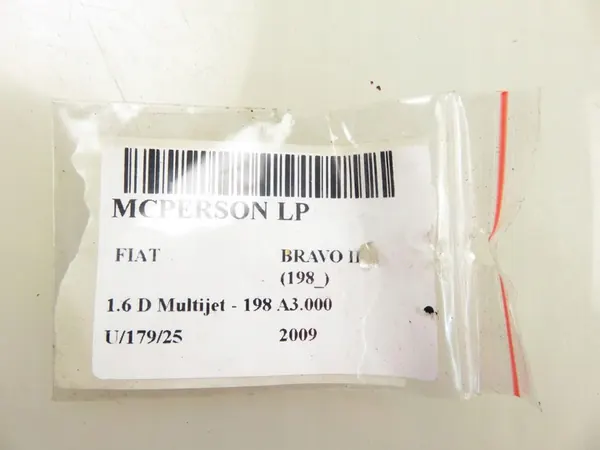 MCPERSON LP
FIAT BRAVO II
(198_)
1.6 D Multijet - 198 A3.000
U/179/25 2009